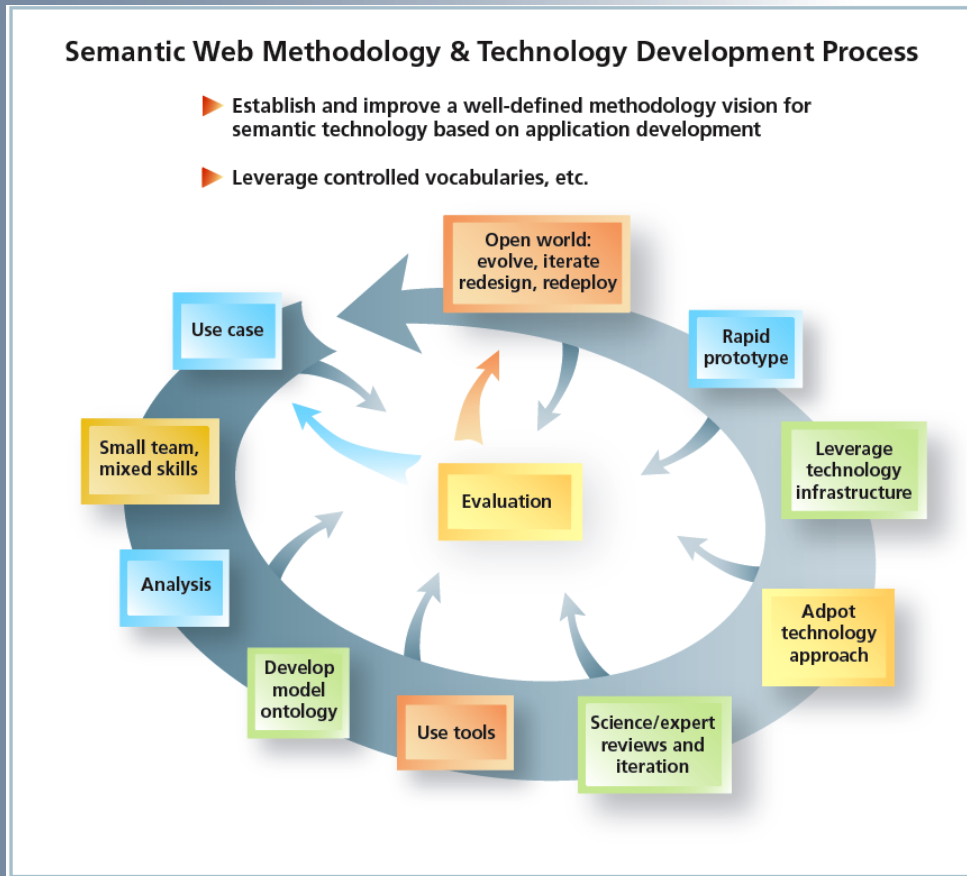 Semantic Web Methodology & Technology Development Process
Establish and improve a well-defined methodology vision for
semantic technology based on application development
Leverage controlled vocabularies, etc.
Open world:
evolve, iterate
redesign, redeploy
Use case
Rapid
prototype
Small team,
mixed skills
Leverage
technology
infrastructure
Evaluation
Analysis
Adpot
technology
approach
Develop
model
ontology
Use tools
Science/expert
reviews and
iteration